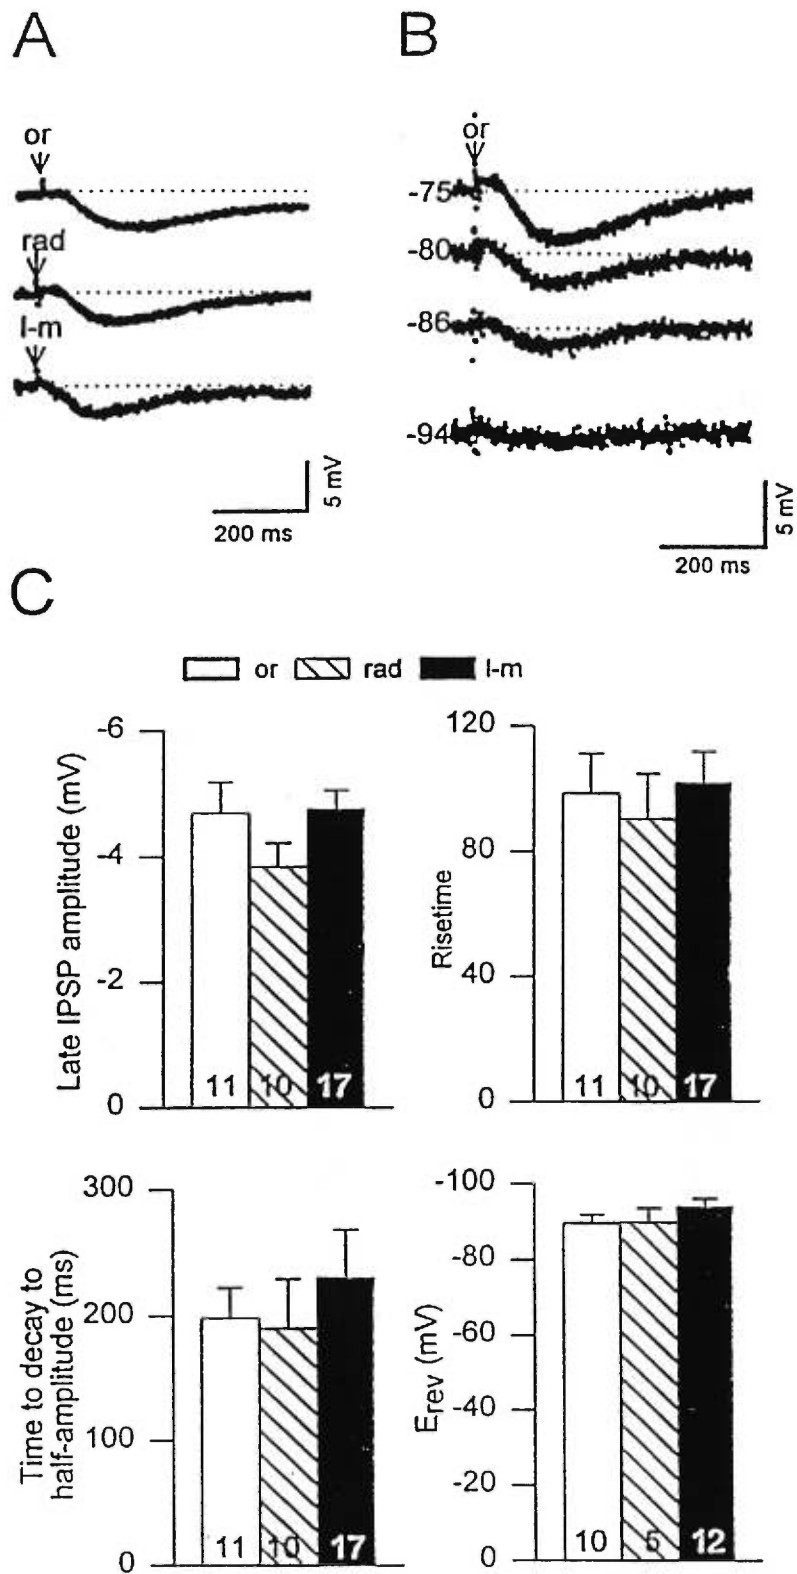 A
B
or
rad
l-m
5 mV
200 ms
or
-75
-80
-86
-94
5 mV
200 ms
C
or rad l-m
Late IPSP amplitude (mV)
-6
-4
-2
0
11 10 17
Risetime
120
80
40
0
11 10 17
Time to decay to
half-amplitude (ms)
300
200
100
0
11 10 17
Erev (mV)
-100
-80
-60
-40
-20
0
10 5 12